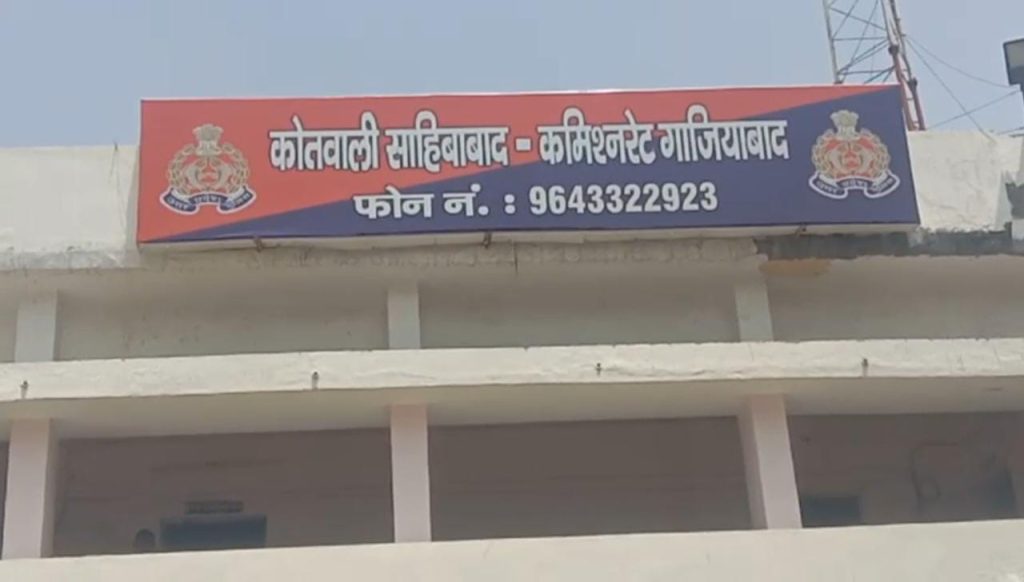 कोतवाली साहिबाबाद - कमिश्नरेट गाजियाबाद
फोन नं. : 9643322923